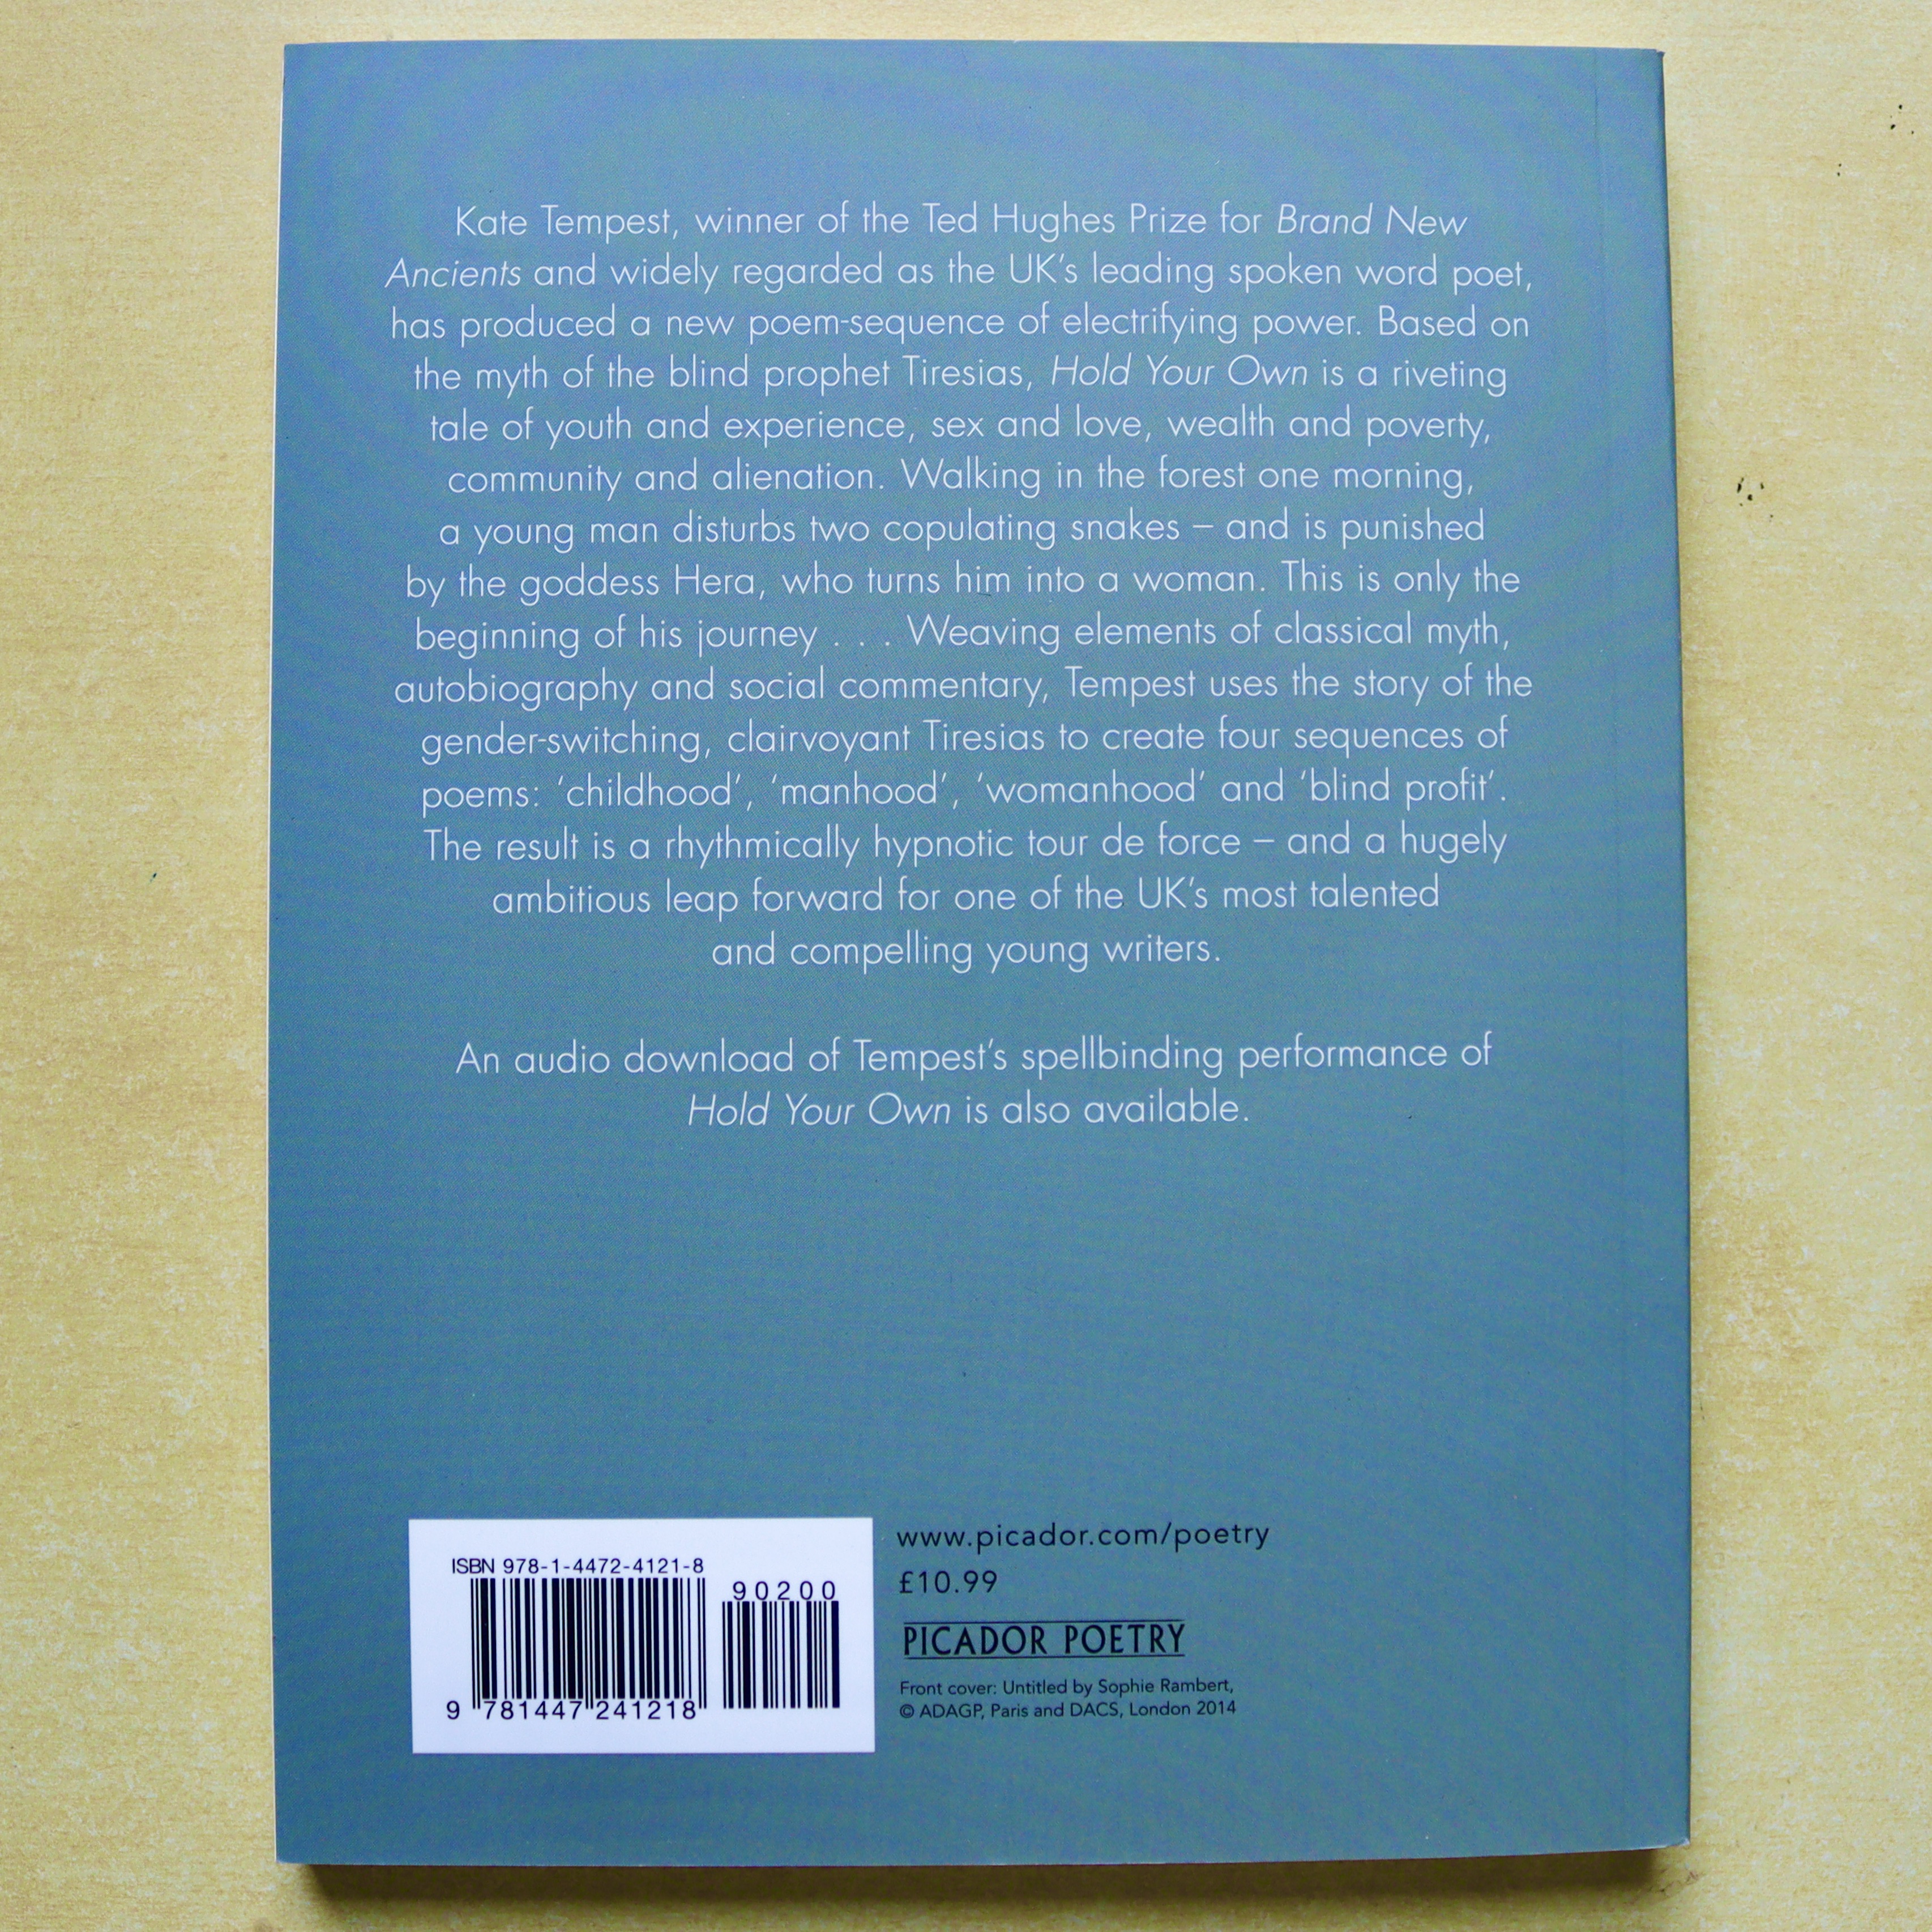 Kate Tempest, winner of the Ted Hughes Prize for Brand New
Ancients and widely regarded as the UK’s leading spoken word poet,
has produced a new poem-sequence of electrifying power. Based on
the myth of the blind prophet Tiresias, Hold Your Own is a riveting
tale of youth and experience, sex and love, wealth and poverty,
community and alienation. Walking in the forest one morning,
a young man disturbs two copulating snakes – and is punished
by the goddess Hera, who turns him into a woman. This is only the
beginning of his journey . . . Weaving elements of classical myth,
autobiography and social commentary, Tempest uses the story of the
gender-switching, clairvoyant Tiresias to create four sequences of
poems: ‘childhood’, ‘manhood’, ‘womanhood’ and ‘blind profit’.
The result is a rhythmically hypnotic tour de force – and a hugely
ambitious leap forward for one of the UK’s most talented
and compelling young writers.
An audio download of Tempest’s spellbinding performance of
Hold Your Own is also available.
ISBN 978-1-4472-4121-8
90200
9 781447 241218
www.picador.com/poetry
£10.99
PICADOR POETRY
Front cover: Untitled by Sophie Rambert,
© ADAGP, Paris and DACS, London 2014